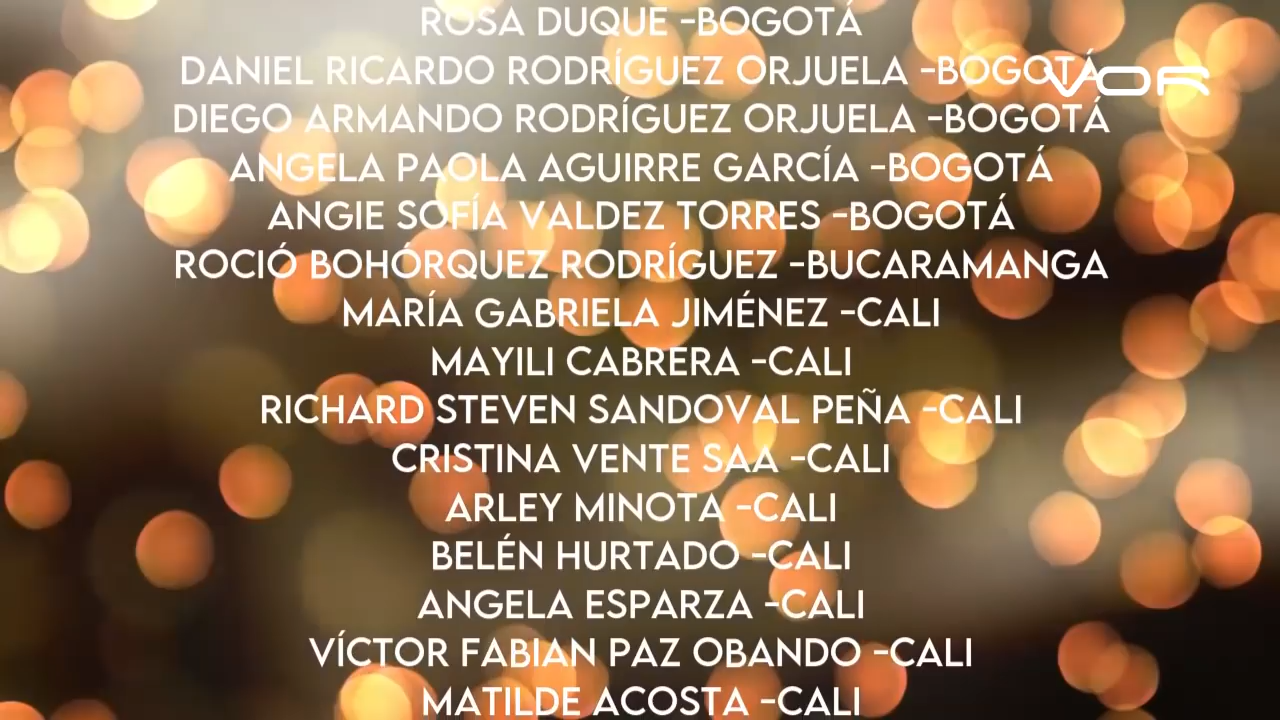 ROSA DUQUE -BOGOTÁ
DANIEL RICARDO RODRÍGUEZ ORJUELA -BOGOTÁ
VOR
DIEGO ARMANDO RODRÍGUEZ ORJUELA -BOGOTÁ
ANGELA PAOLA AGUIRRE GARCÍA -BOGOTÁ
ANGIE SOFÍA VALDEZ TORRES -BOGOTÁ
ROCIÓ BOHÓRQUEZ RODRÍGUEZ -BUCARAMANGA
MARÍA GABRIELA JIMÉNEZ -CALI
MAYILI CABRERA -CALI
RICHARD STEVEN SANDOVAL PEÑA -CALI
CRISTINA VENTE SAA -CALI
ARLEY MINOTA -CALI
BELÉN HURTADO -CALI
ANGELA ESPARZA -CALI
VÍCTOR FABIAN PAZ OBANDO -CALI
MATILDE ACOSTA -CALI